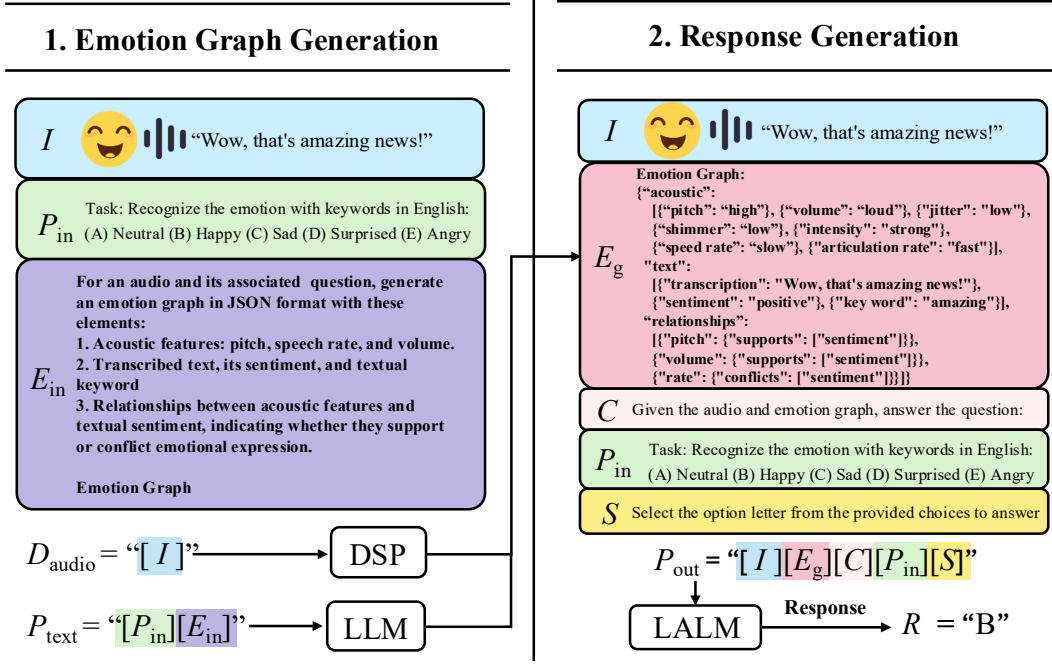 1. Emotion Graph Generation
I “Wow, that's amazing news!”
P_in Task: Recognize the emotion with keywords in English:
(A) Neutral (B) Happy (C) Sad (D) Surprised (E) Angry
E_in
For an audio and its associated question, generate
an emotion graph in JSON format with these
elements:
1. Acoustic features: pitch, speech rate, and volume.
2. Transcribed text, its sentiment, and textual
keyword
3. Relationships between acoustic features and
textual sentiment, indicating whether they support
or conflict emotional expression.
Emotion Graph
D_audio = “[ I ]” DSP
P_text = “[P_in][E_in]” LLM
2. Response Generation
I “Wow, that's amazing news!”
E_g
Emotion Graph:
{“acoustic”:
[{“pitch”: “high”}, {“volume”: “loud”}, {"jitter": "low"},
{“shimmer”: “low”}, {"intensity": "strong"},
{“speed rate”: “slow”}, {"articulation rate": "fast"}],
"text":
[{"transcription": "Wow, that's amazing news!"},
{"sentiment": "positive"}, {"key word": "amazing"}],
“relationships”:
[{"pitch": {"supports": ["sentiment"]}},
{"volume": {"supports": ["sentiment"]}},
{"rate": {"conflicts": ["sentiment"]}}]}
C Given the audio and emotion graph, answer the question:
P_in Task: Recognize the emotion with keywords in English:
(A) Neutral (B) Happy (C) Sad (D) Surprised (E) Angry
S Select the option letter from the provided choices to answer
P_out = “[ I ][E_g][C][P_in][S]”
LALM Response R = “B”